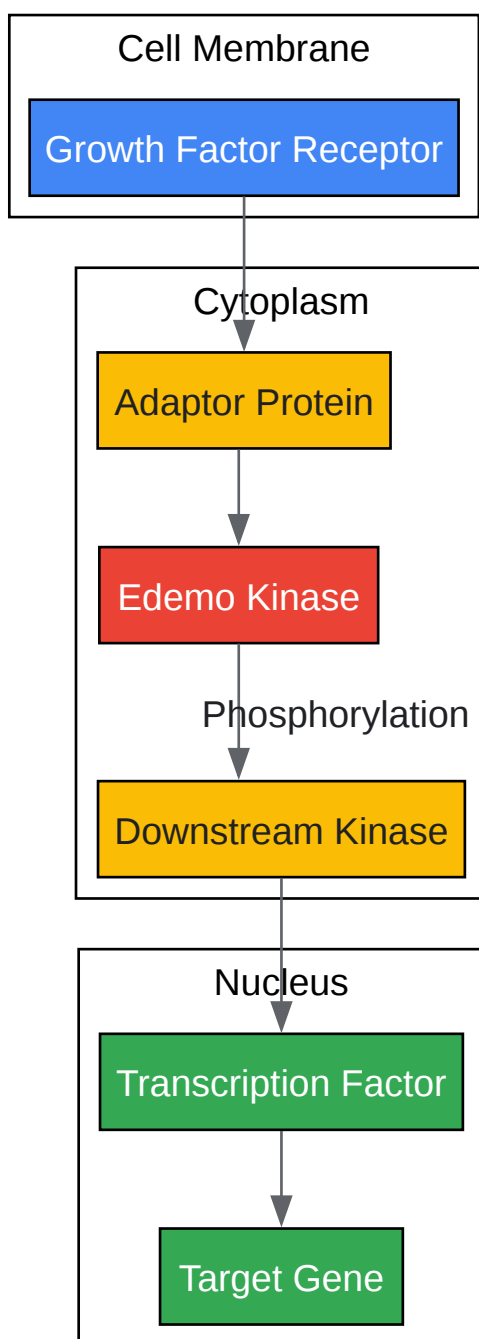 Cell Membrane
Growth Factor Receptor
Cytoplasm
Adaptor Protein
Edemo Kinase
Phosphorylation
Downstream Kinase
Nucleus
Transcription Factor
Target Gene